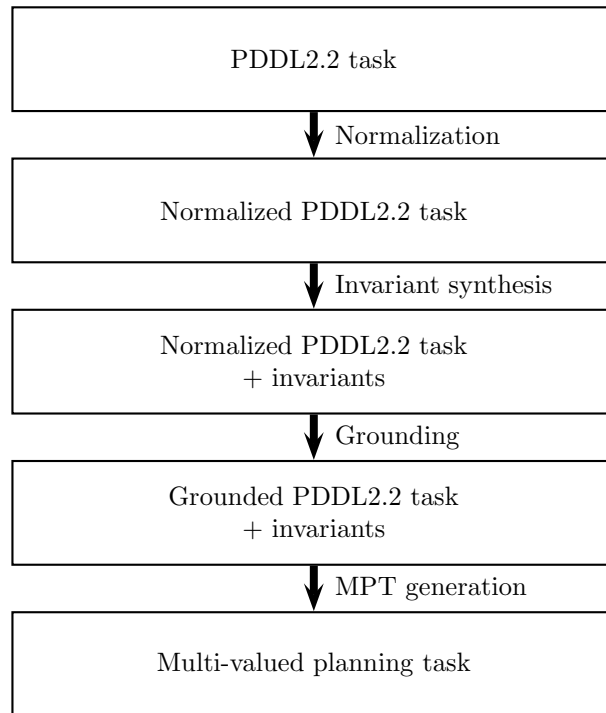 PDDL2.2 task
Normalization
Normalized PDDL2.2 task
Invariant synthesis
Normalized PDDL2.2 task
+ invariants
Grounding
Grounded PDDL2.2 task
+ invariants
MPT generation
Multi-valued planning task